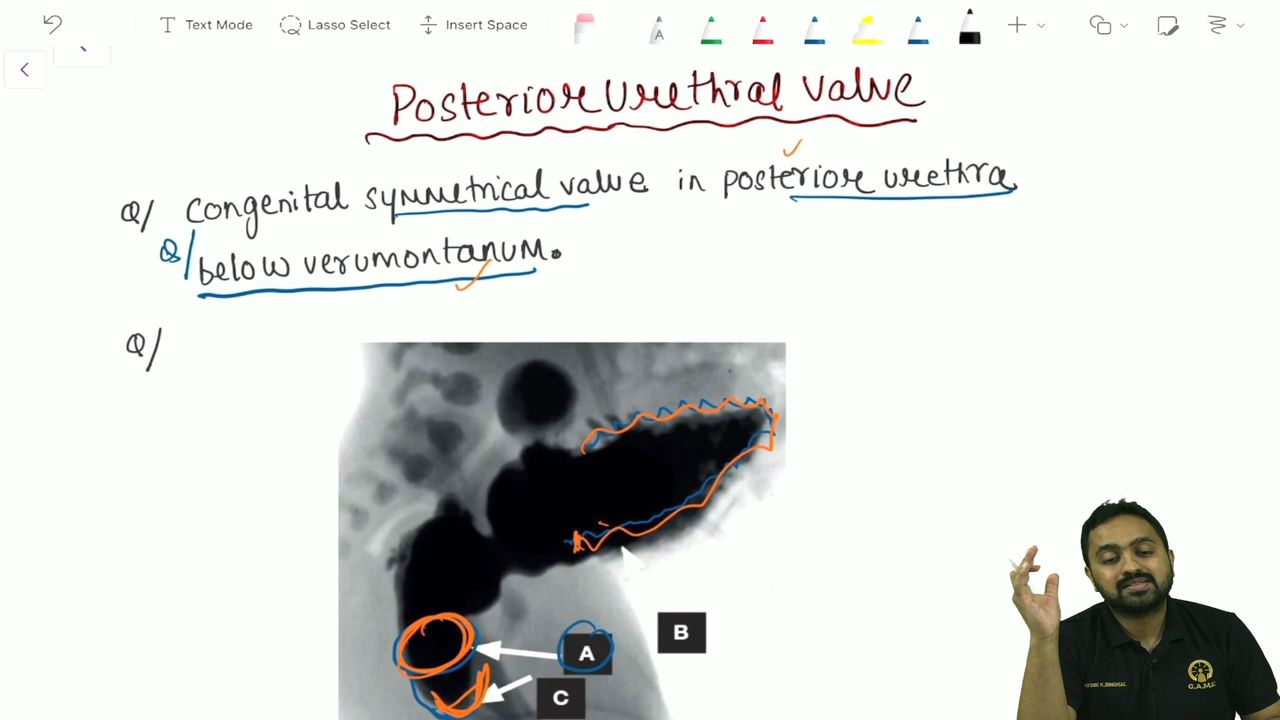 Text Mode Lasso Select Insert Space
A
Posterior urethral valve
Q/ congenital symmetrical valve in posterior urethra
Q/ below verumontanum.
Q/
B
A
C
G.A.M.S